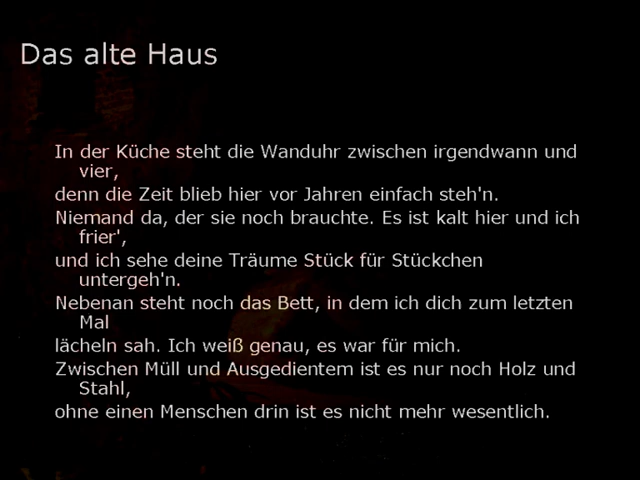 Das alte Haus
In der Küche steht die Wanduhr zwischen irgendwann und
vier,
denn die Zeit blieb hier vor Jahren einfach steh'n.
Niemand da, der sie noch brauchte. Es ist kalt hier und ich
frier',
und ich sehe deine Träume Stück für Stückchen
untergeh'n.
Nebenan steht noch das Bett, in dem ich dich zum letzten
Mal
lächeln sah. Ich weiß genau, es war für mich.
Zwischen Müll und Ausgedientem ist es nur noch Holz und
Stahl,
ohne einen Menschen drin ist es nicht mehr wesentlich.